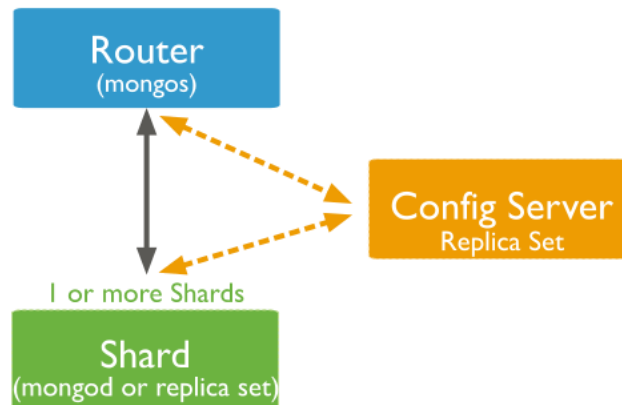 Router
(mongos)
Config Server
Replica Set
1 or more Shards
Shard
(mongod or replica set)